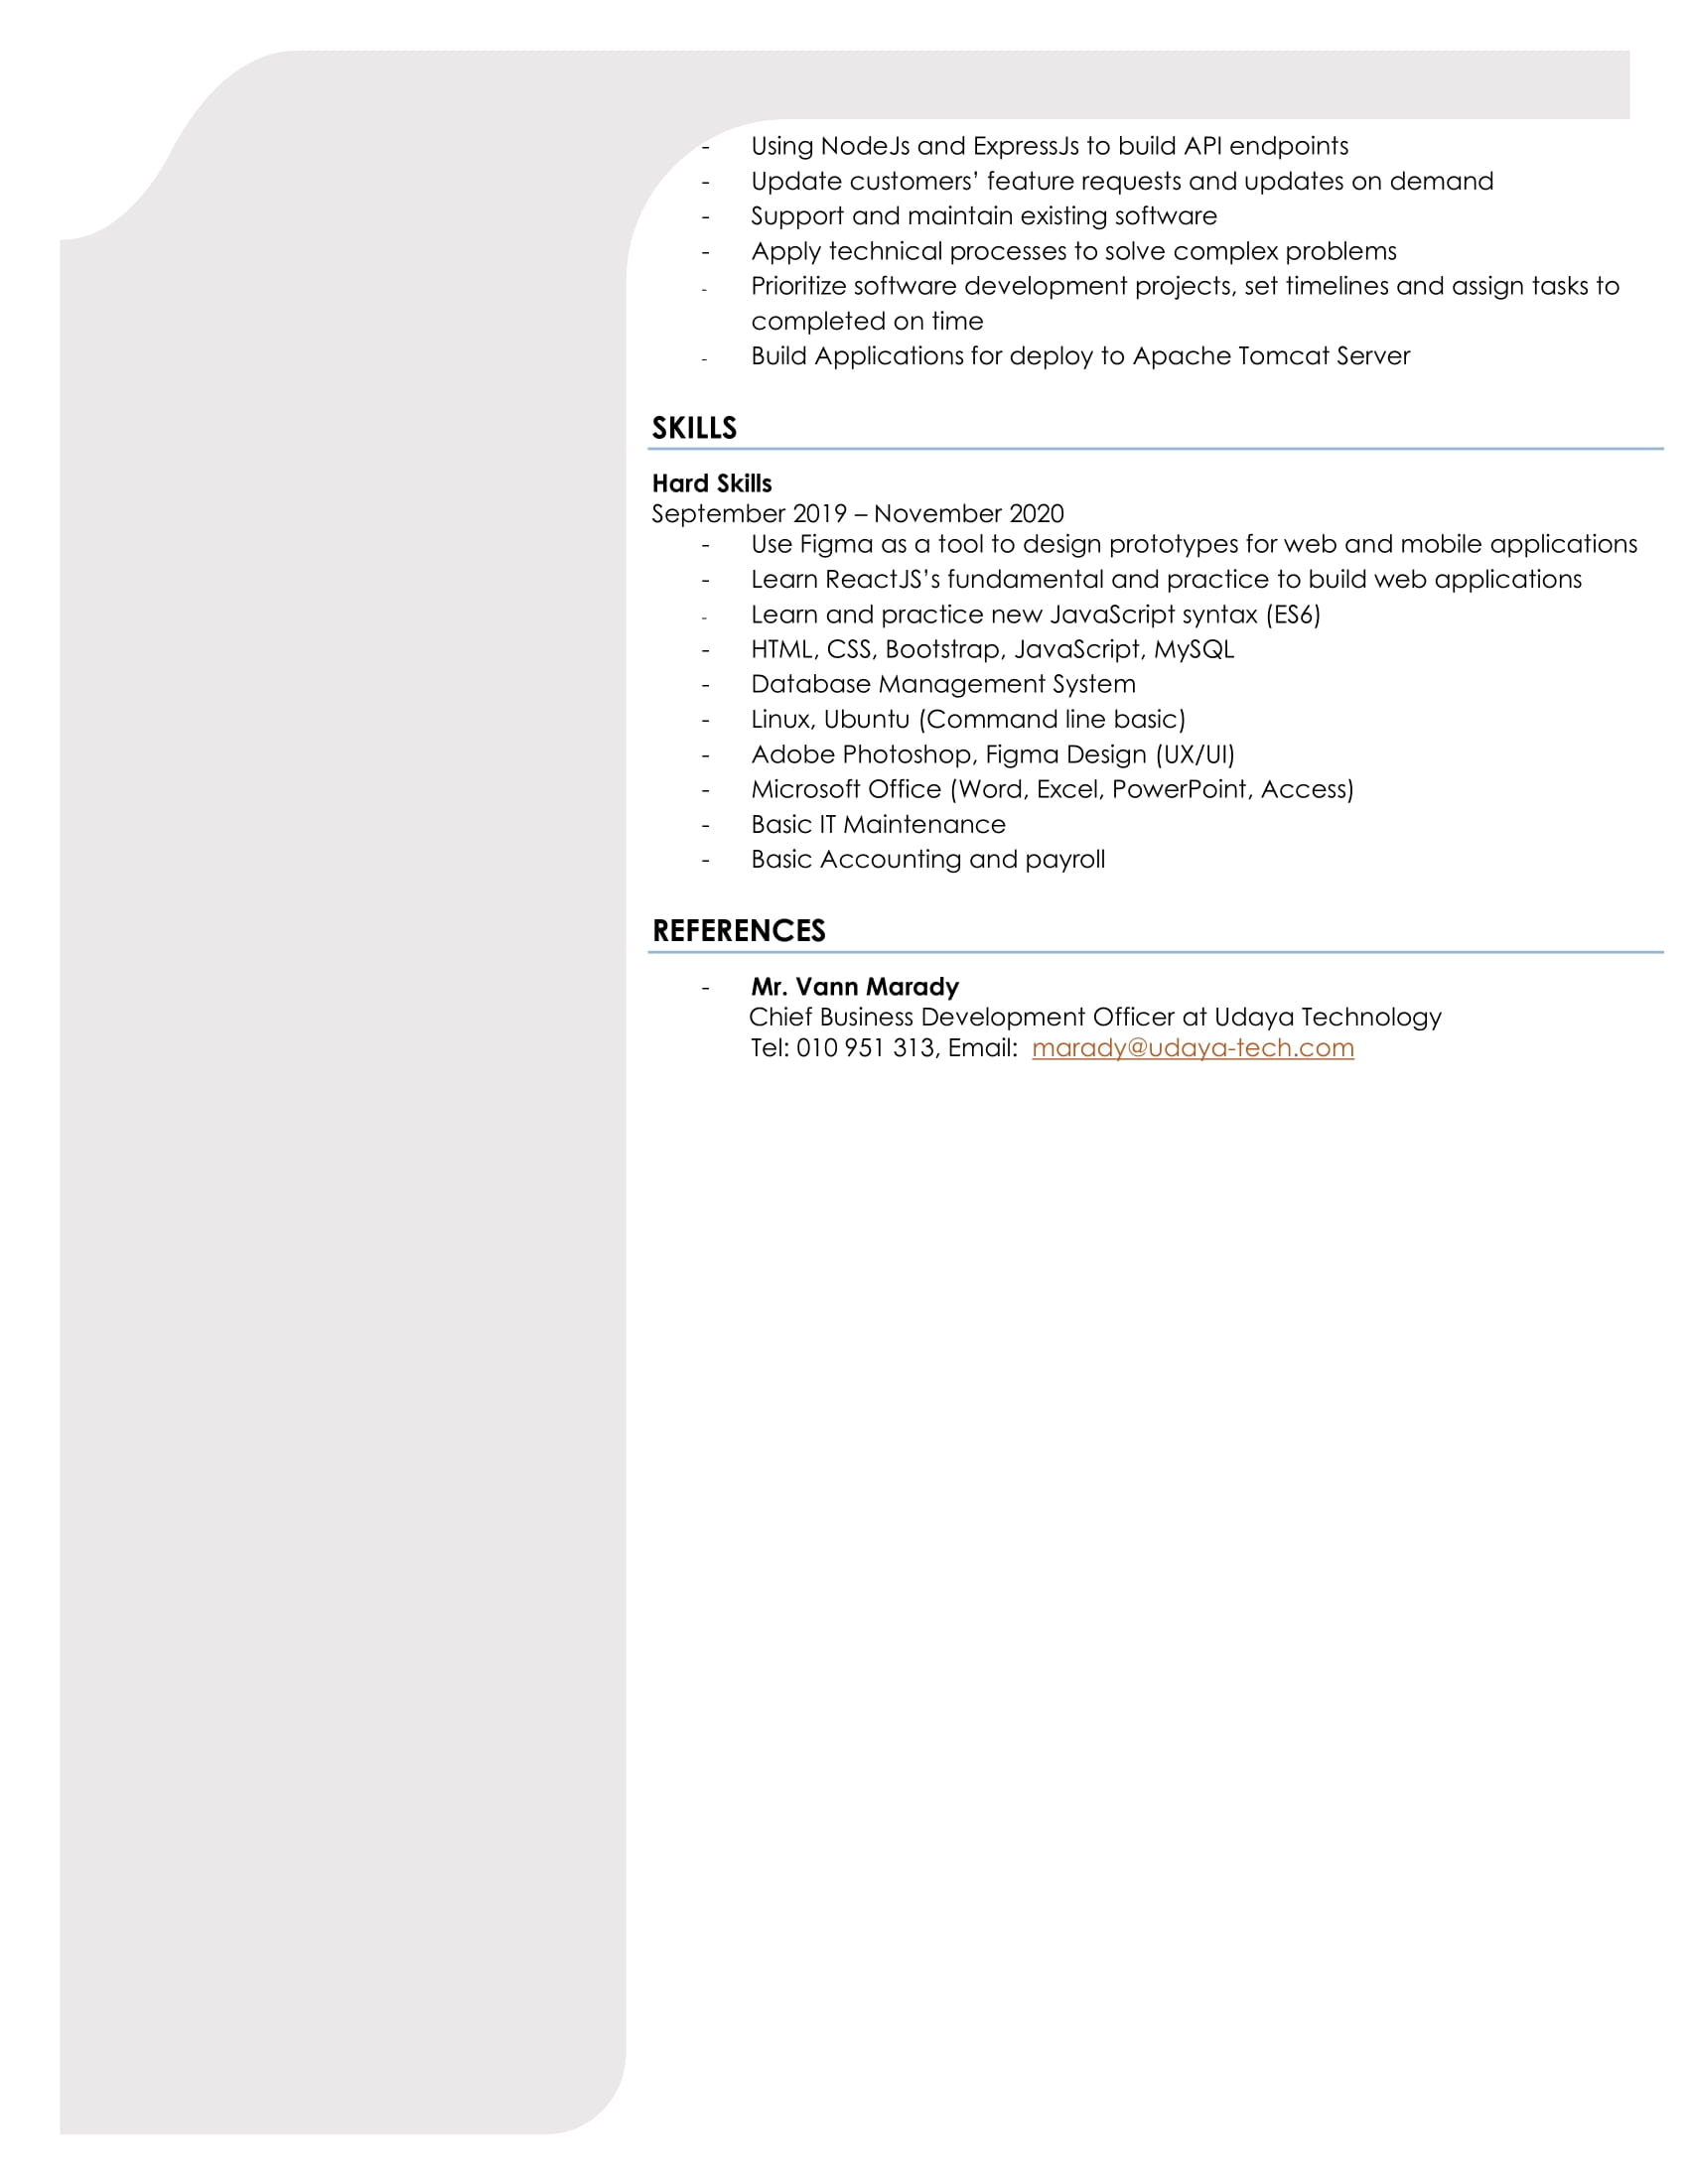 - Using NodeJs and ExpressJs to build API endpoints
- Update customers’ feature requests and updates on demand
- Support and maintain existing software
- Apply technical processes to solve complex problems
- Prioritize software development projects, set timelines and assign tasks to
completed on time
- Build Applications for deploy to Apache Tomcat Server
SKILLS
Hard Skills
September 2019 – November 2020
- Use Figma as a tool to design prototypes for web and mobile applications
- Learn ReactJS’s fundamental and practice to build web applications
- Learn and practice new JavaScript syntax (ES6)
- HTML, CSS, Bootstrap, JavaScript, MySQL
- Database Management System
- Linux, Ubuntu (Command line basic)
- Adobe Photoshop, Figma Design (UX/UI)
- Microsoft Office (Word, Excel, PowerPoint, Access)
- Basic IT Maintenance
- Basic Accounting and payroll
REFERENCES
- Mr. Vann Marady
Chief Business Development Officer at Udaya Technology
Tel: 010 951 313, Email: marady@udaya-tech.com